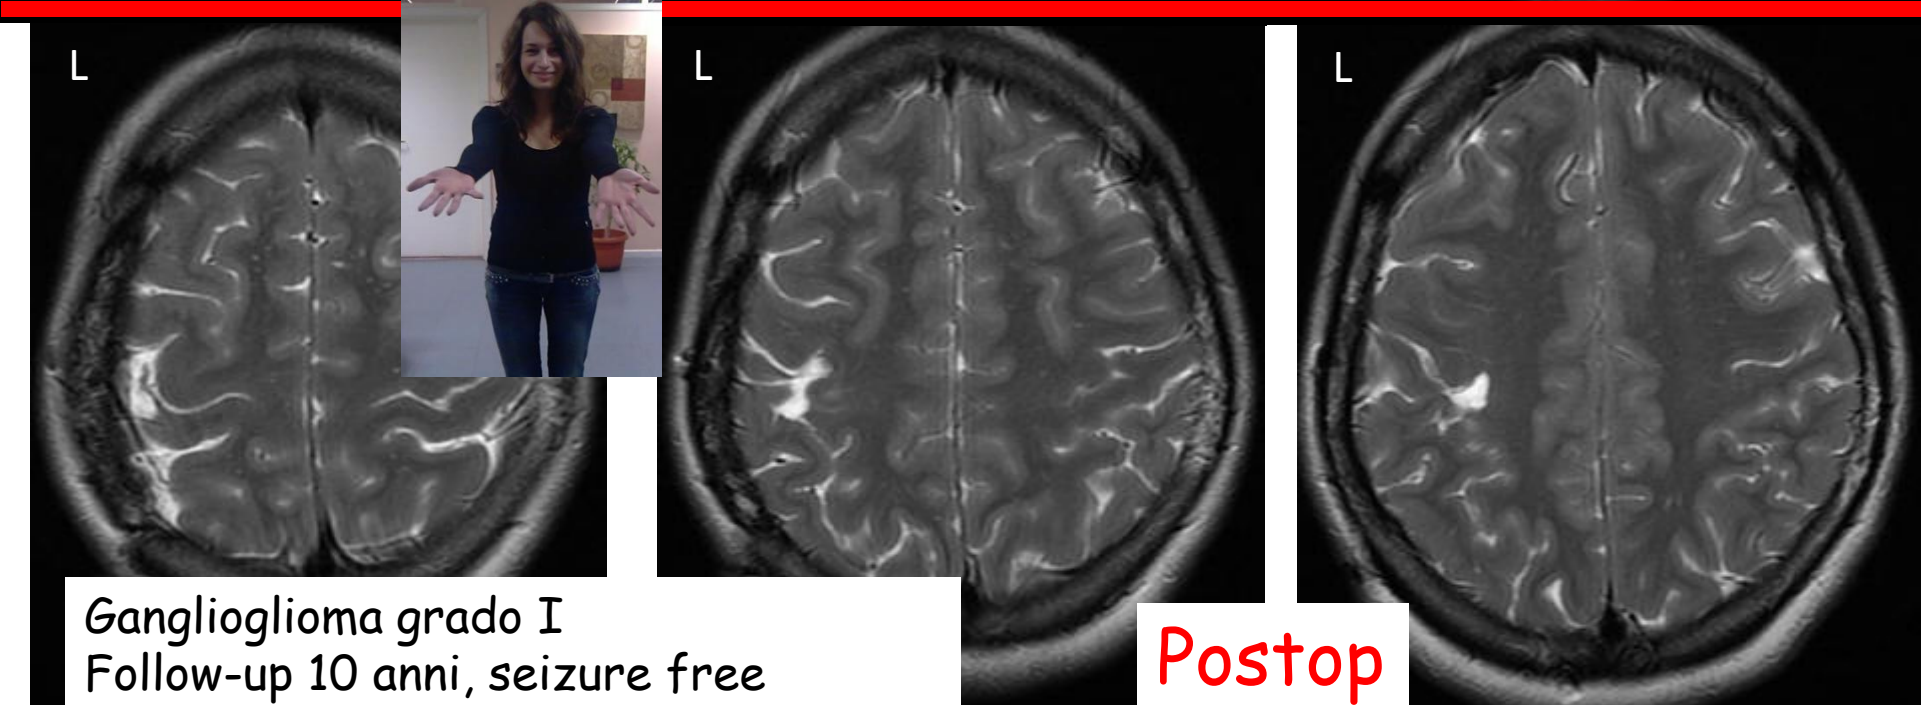 L
L
L
Ganglioglioma grado I
Follow-up 10 anni, seizure free
Postop